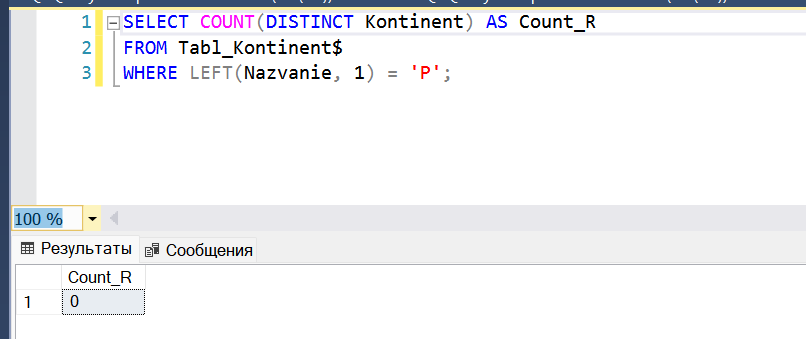 1 SELECT COUNT(DISTINCT Kontinent) AS Count_R
2 FROM Tabl_Kontinent$
3 WHERE LEFT(Nazvanie, 1) = 'Р';
100 %
Результаты Сообщения
Count_R
1 0